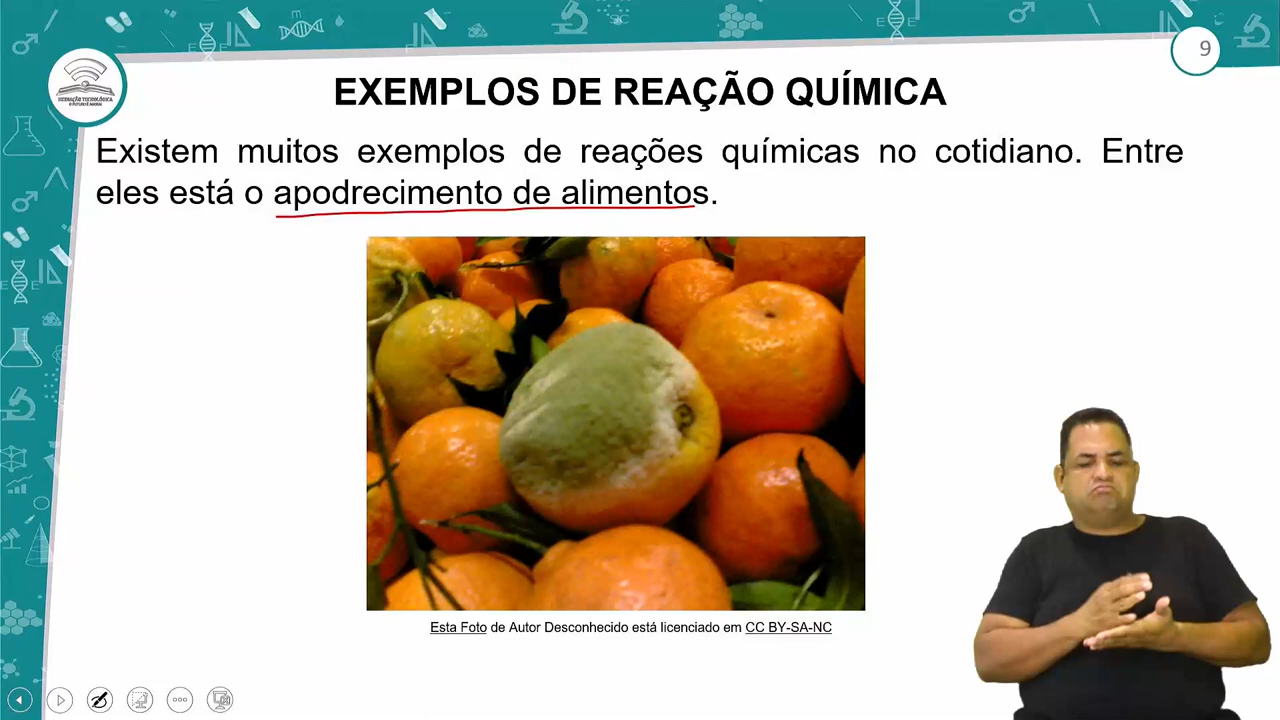 9
EXEMPLOS DE REAÇÃO QUÍMICA
Existem muitos exemplos de reações químicas no cotidiano. Entre
eles está o apodrecimento de alimentos.
Esta Foto de Autor Desconhecido está licenciado em CC BY-SA-NC